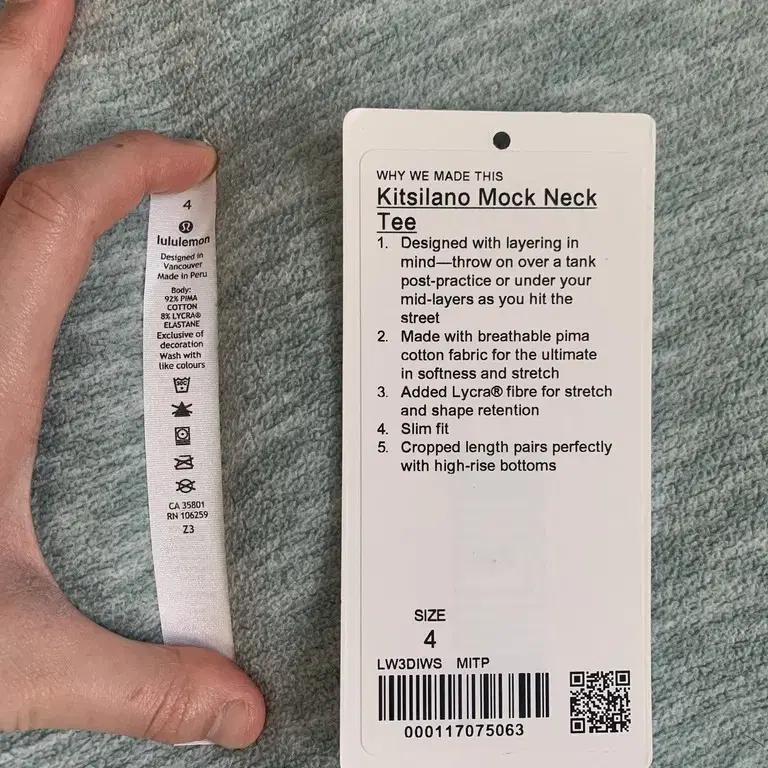 4
lululemon
Designed in
Vancouver
Made in Peru
Body:
92% PIMA
COTTON
8% LYCRA®
ELASTANE
Exclusive of
decoration
Wash with
like colours
30C
CA 35801
RN 106259
Z3
WHY WE MADE THIS
Kitsilano Mock Neck
Tee
1. Designed with layering in
mind—throw on over a tank
post-practice or under your
mid-layers as you hit the
street
2. Made with breathable pima
cotton fabric for the ultimate
in softness and stretch
3. Added Lycra® fibre for stretch
and shape retention
4. Slim fit
5. Cropped length pairs perfectly
with high-rise bottoms
SIZE
4
LW3DIWS MITP
000117075063